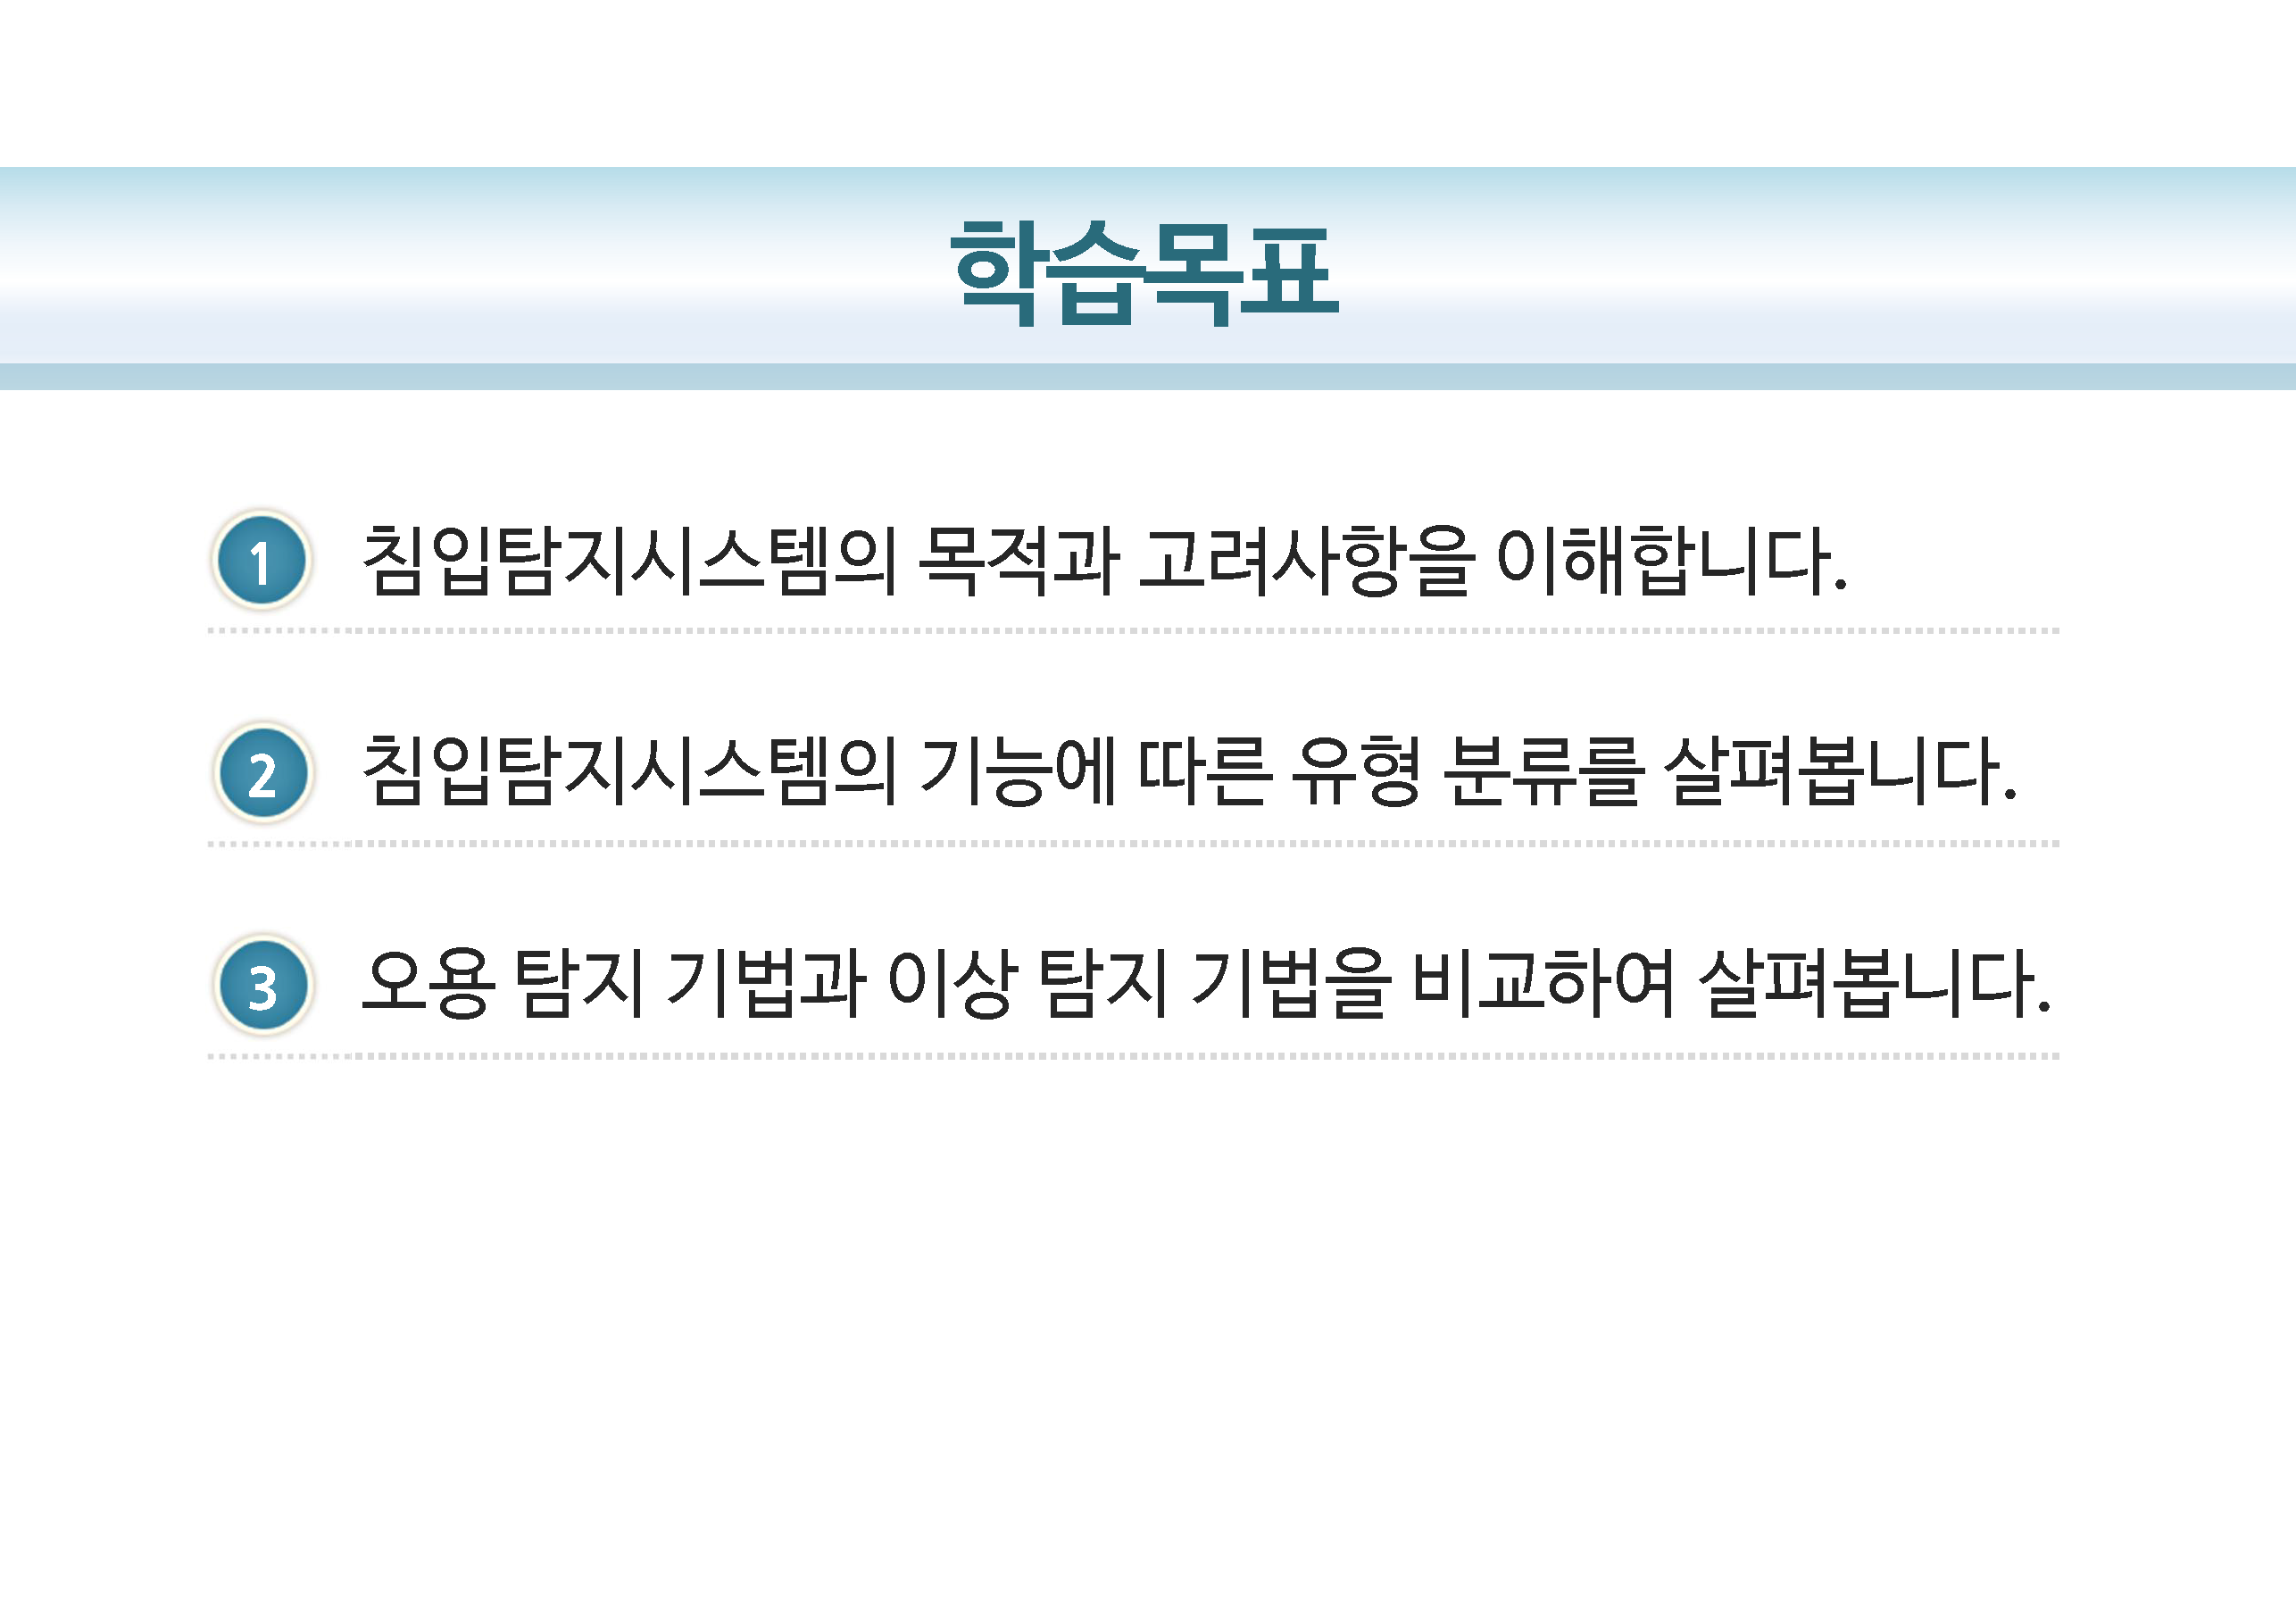 학습목표
1 침입탐지시스템의 목적과 고려사항을 이해합니다.
2 침입탐지시스템의 기능에 따른 유형 분류를 살펴봅니다.
3 오용 탐지 기법과 이상 탐지 기법을 비교하여 살펴봅니다.